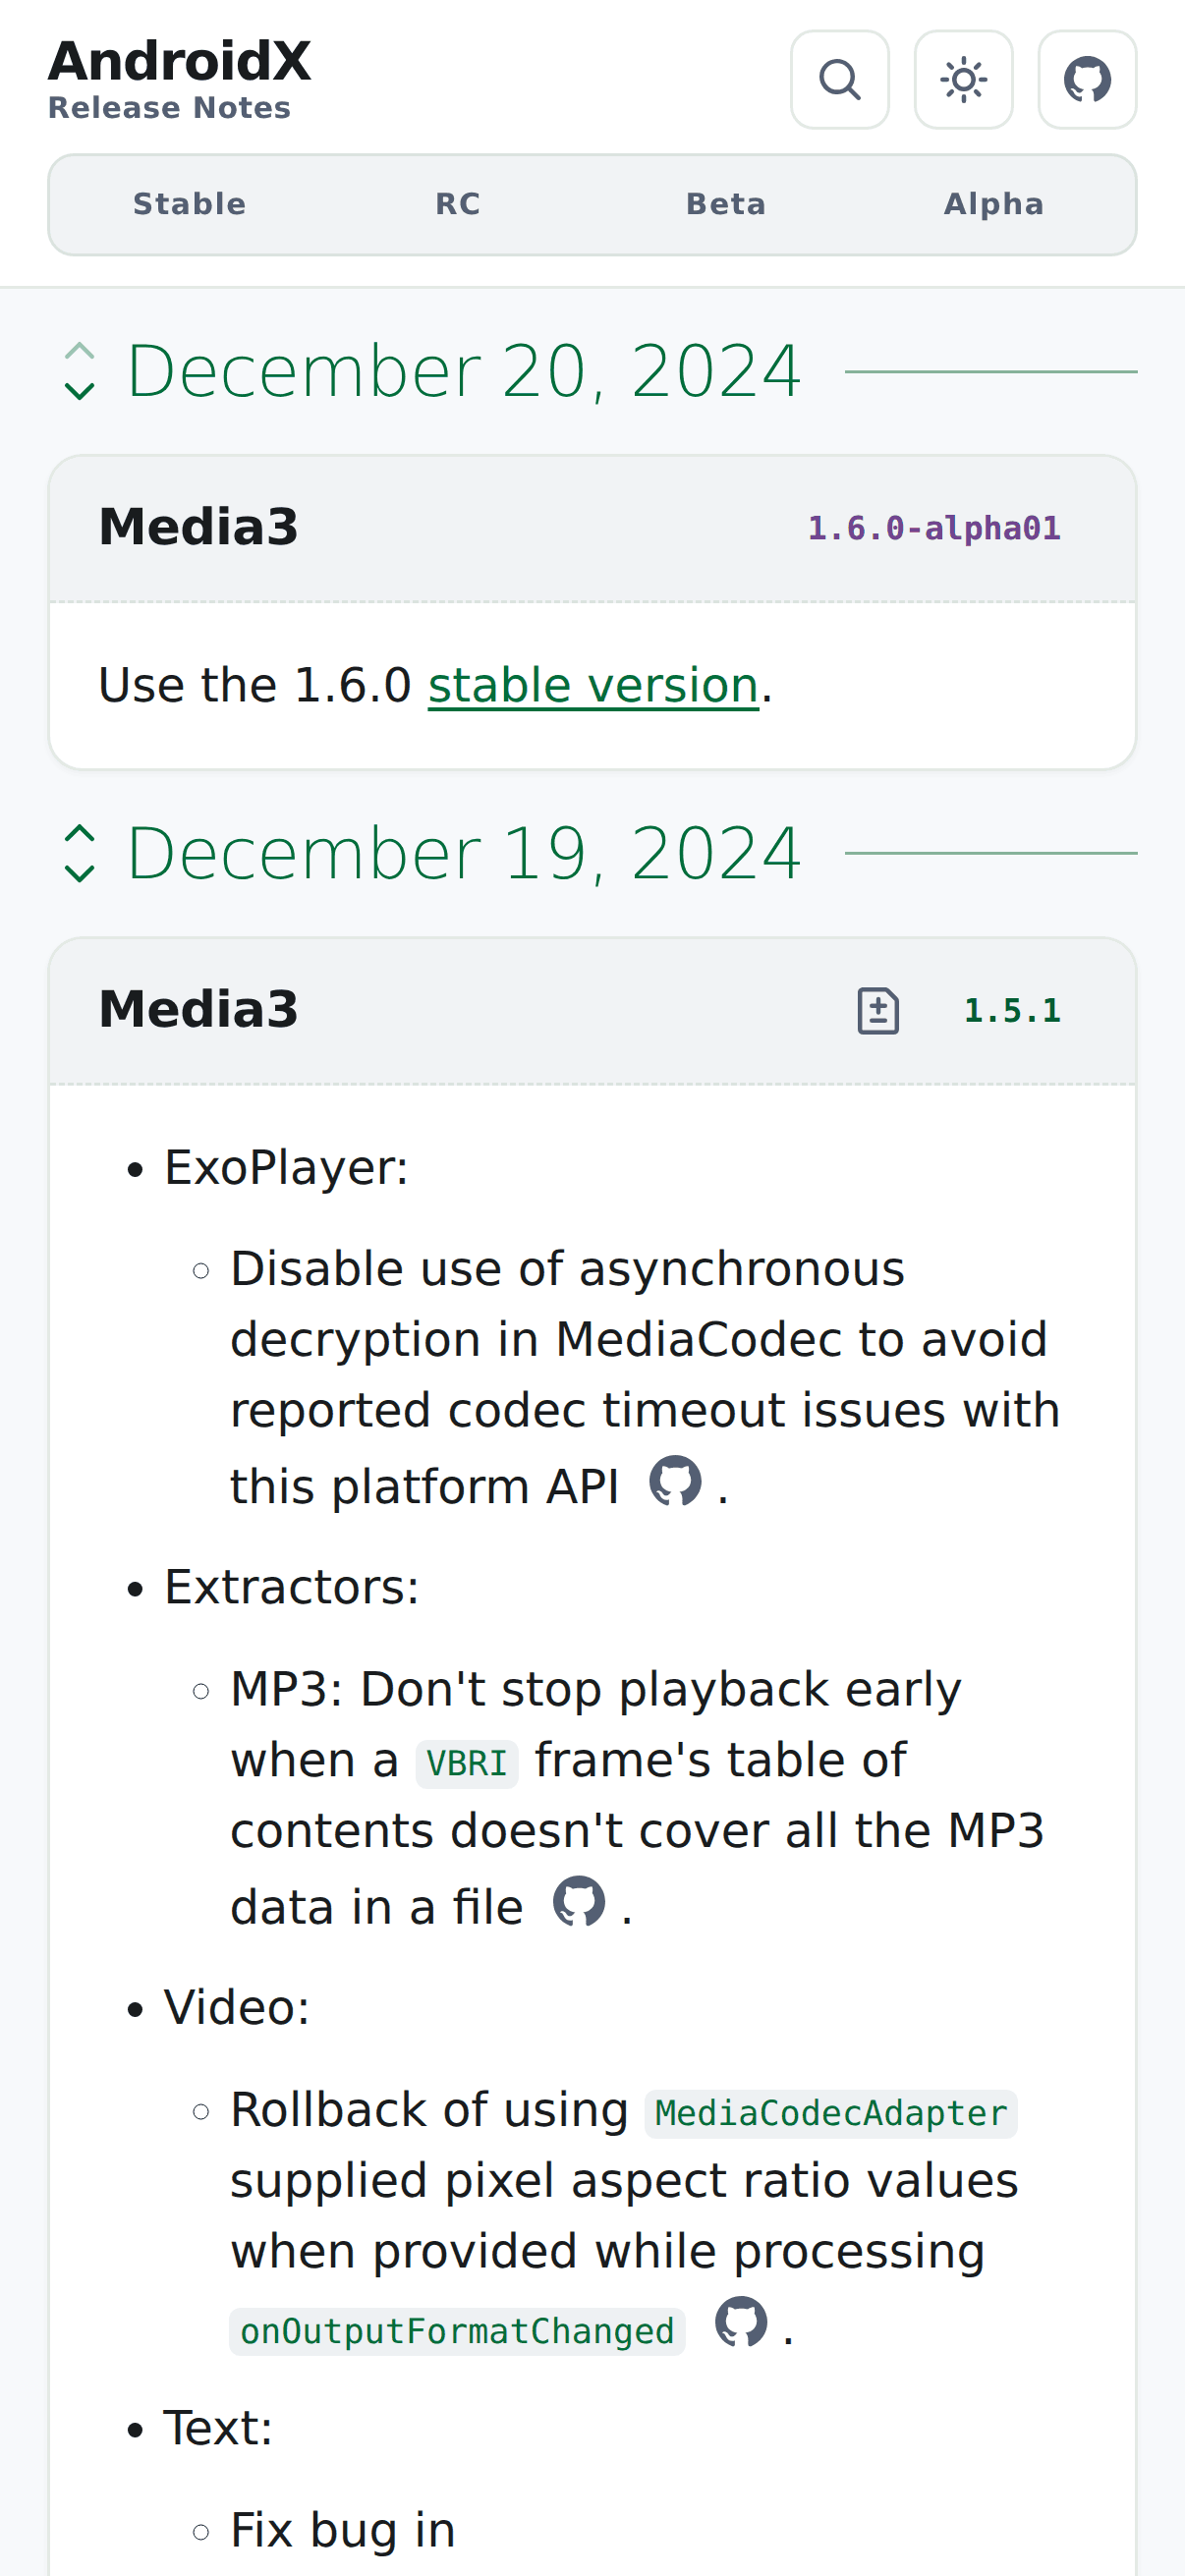 AndroidX
Release Notes
Stable RC Beta Alpha
December 20, 2024
Media3 1.6.0-alpha01
Use the 1.6.0 stable version.
December 19, 2024
Media3 1.5.1
• ExoPlayer:
◦ Disable use of asynchronous
decryption in MediaCodec to avoid
reported codec timeout issues with
this platform API .
• Extractors:
◦ MP3: Don't stop playback early
when a VBRI frame's table of
contents doesn't cover all the MP3
data in a file .
• Video:
◦ Rollback of using MediaCodecAdapter
supplied pixel aspect ratio values
when provided while processing
onOutputFormatChanged .
• Text:
◦ Fix bug in